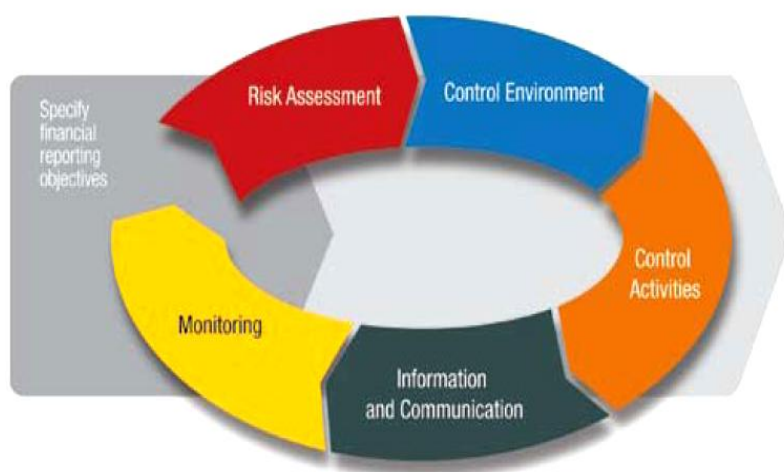 Specify
financial
reporting
objectives
Risk Assessment
Control Environment
Control
Activities
Information
and Communication
Monitoring